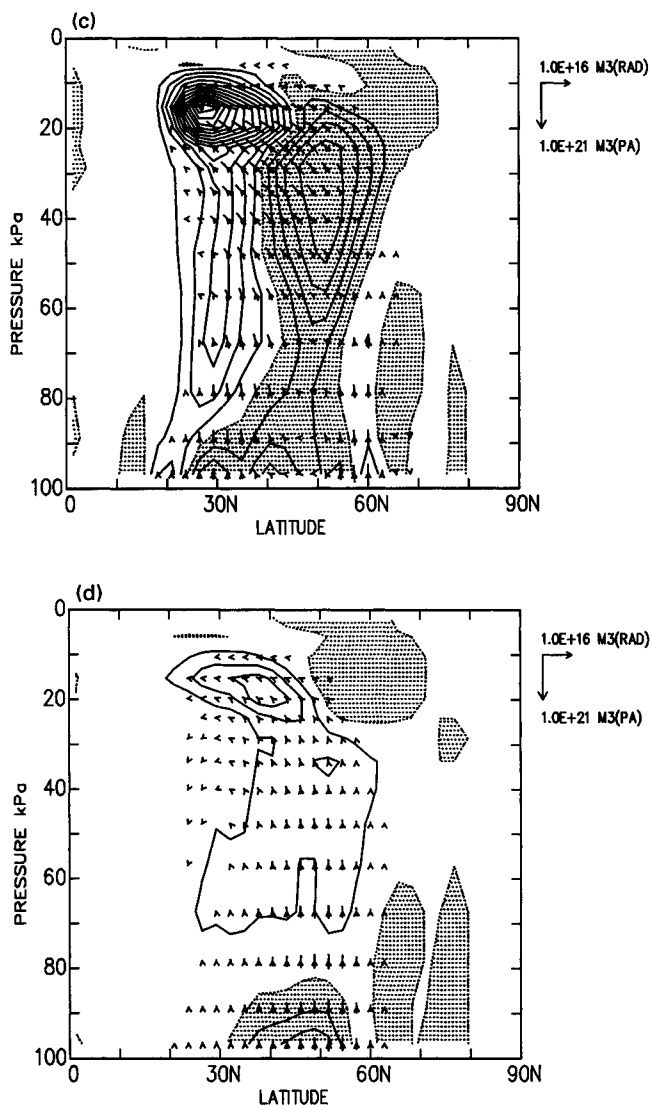 (c)
0
20
40
60
80
100
PRESSURE kPa
0
30N
60N
90N
LATITUDE
1.0E+16 M3(RAD)
1.0E+21 M3(PA)
(d)
0
20
40
60
80
100
PRESSURE kPa
0
30N
60N
90N
LATITUDE
1.0E+16 M3(RAD)
1.0E+21 M3(PA)